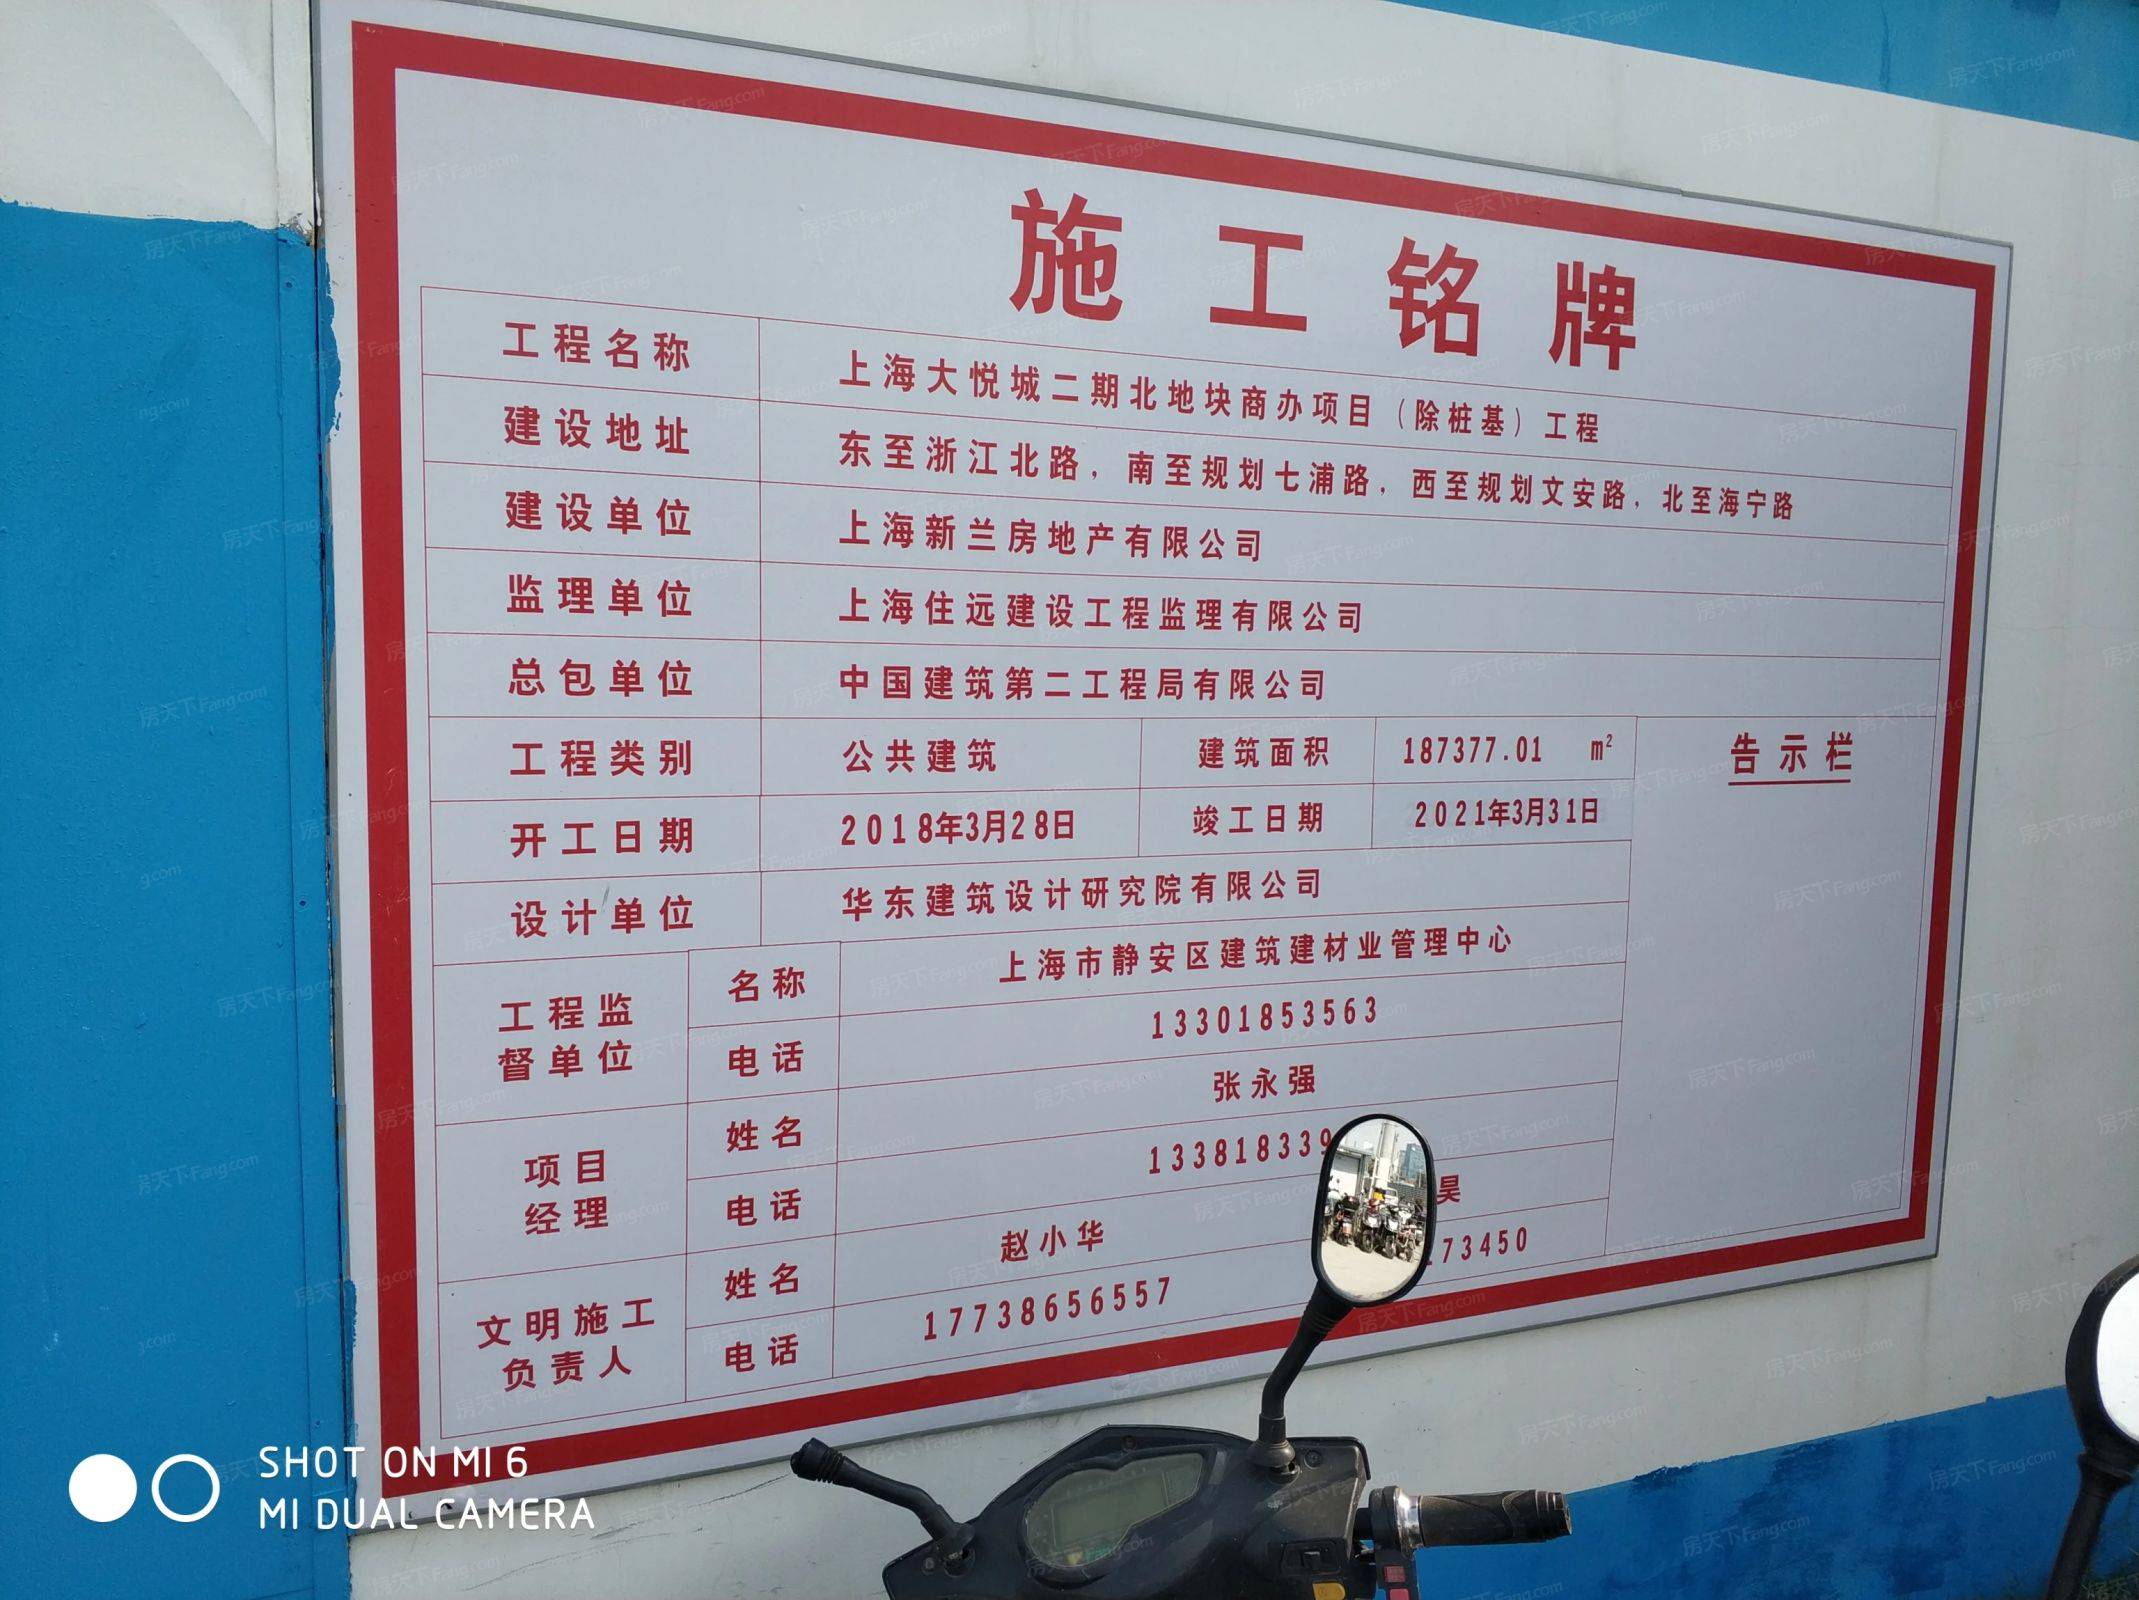 施工铭牌
工程名称 上海大悦城二期北地块商办项目（除桩基）工程
建设地址 东至浙江北路，南至规划七浦路，西至规划文安路，北至海宁路
建设单位 上海新兰房地产有限公司
监理单位 上海住远建设工程监理有限公司
总包单位 中国建筑第二工程局有限公司
工程类别 公共建筑 建筑面积 187377.01 m²
告示栏
开工日期 2018年3月28日 竣工日期 2021年3月31日
设计单位 华东建筑设计研究院有限公司
工程监督单位 名称 上海市静安区建筑建材业管理中心
电话 13301853563
项目经理 姓名 张永强
电话 133818339
文明施工负责人 姓名 赵小华 昊
电话 17738656557 73450
SHOT ON MI 6
MI DUAL CAMERA
房天下Fang.com